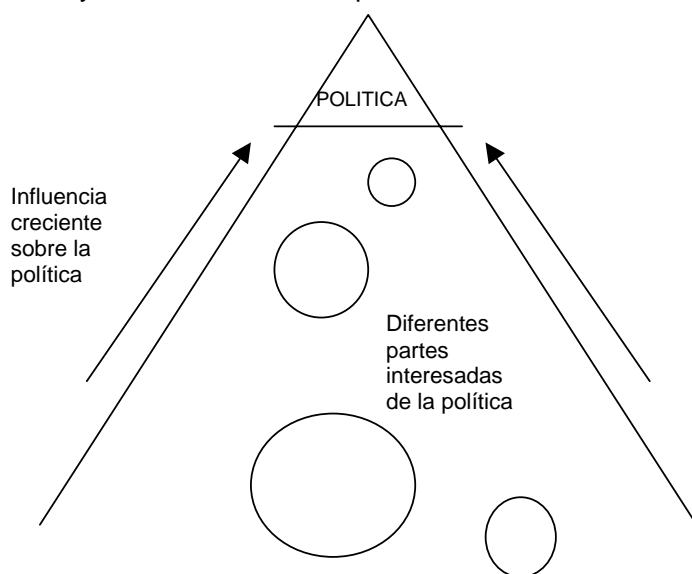 POLITICA
Influencia
creciente
sobre la
política
Diferentes
partes
interesadas
de la política